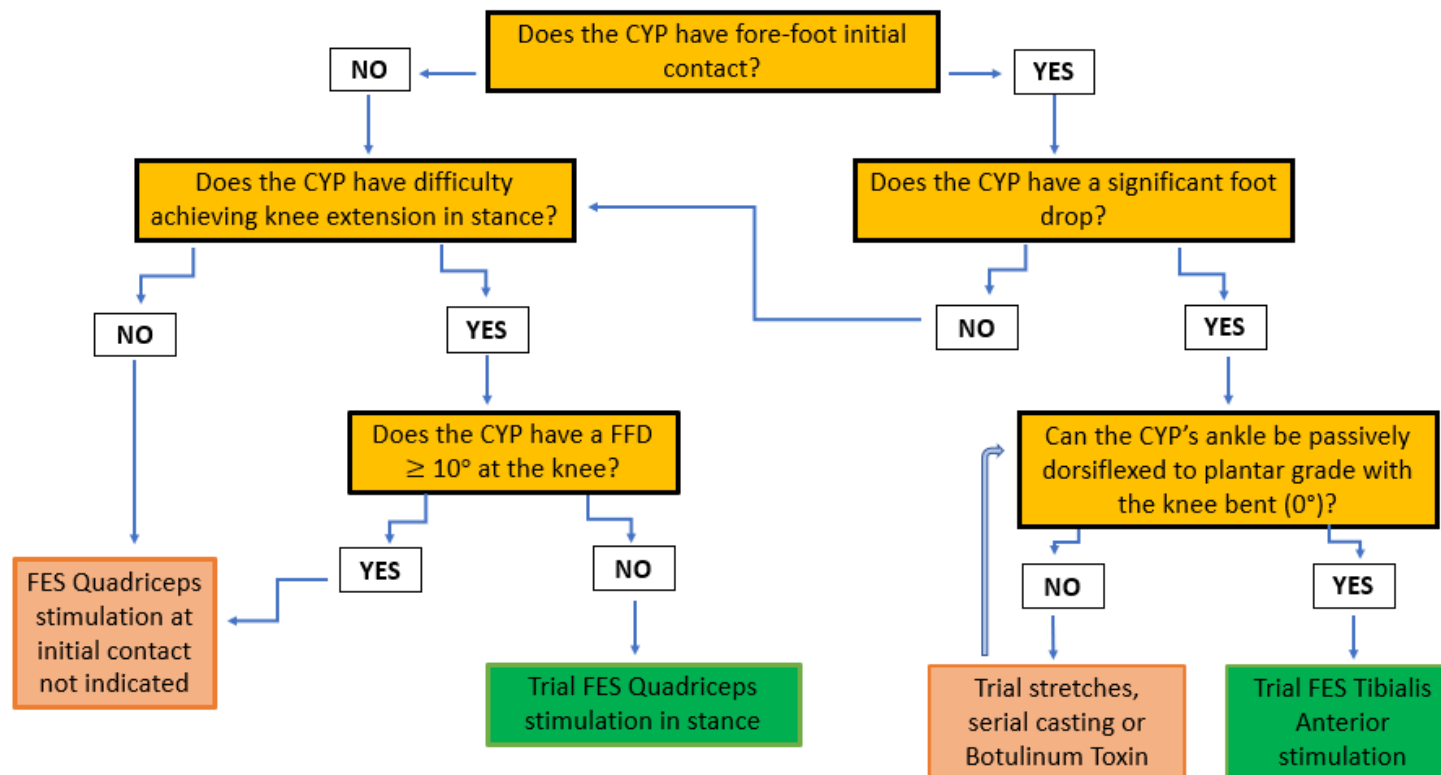 Does the CYP have fore-foot initial
contact?
NO
YES
Does the CYP have difficulty
achieving knee extension in stance?
Does the CYP have a significant foot
drop?
NO
YES
NO
YES
Does the CYP have a FFD
≥ 10° at the knee?
Can the CYP’s ankle be passively
dorsiflexed to plantar grade with
the knee bent (0°)?
YES
NO
NO
YES
FES Quadriceps
stimulation at
initial contact
not indicated
Trial FES Quadriceps
stimulation in stance
Trial stretches,
serial casting or
Botulinum Toxin
Trial FES Tibialis
Anterior
stimulation